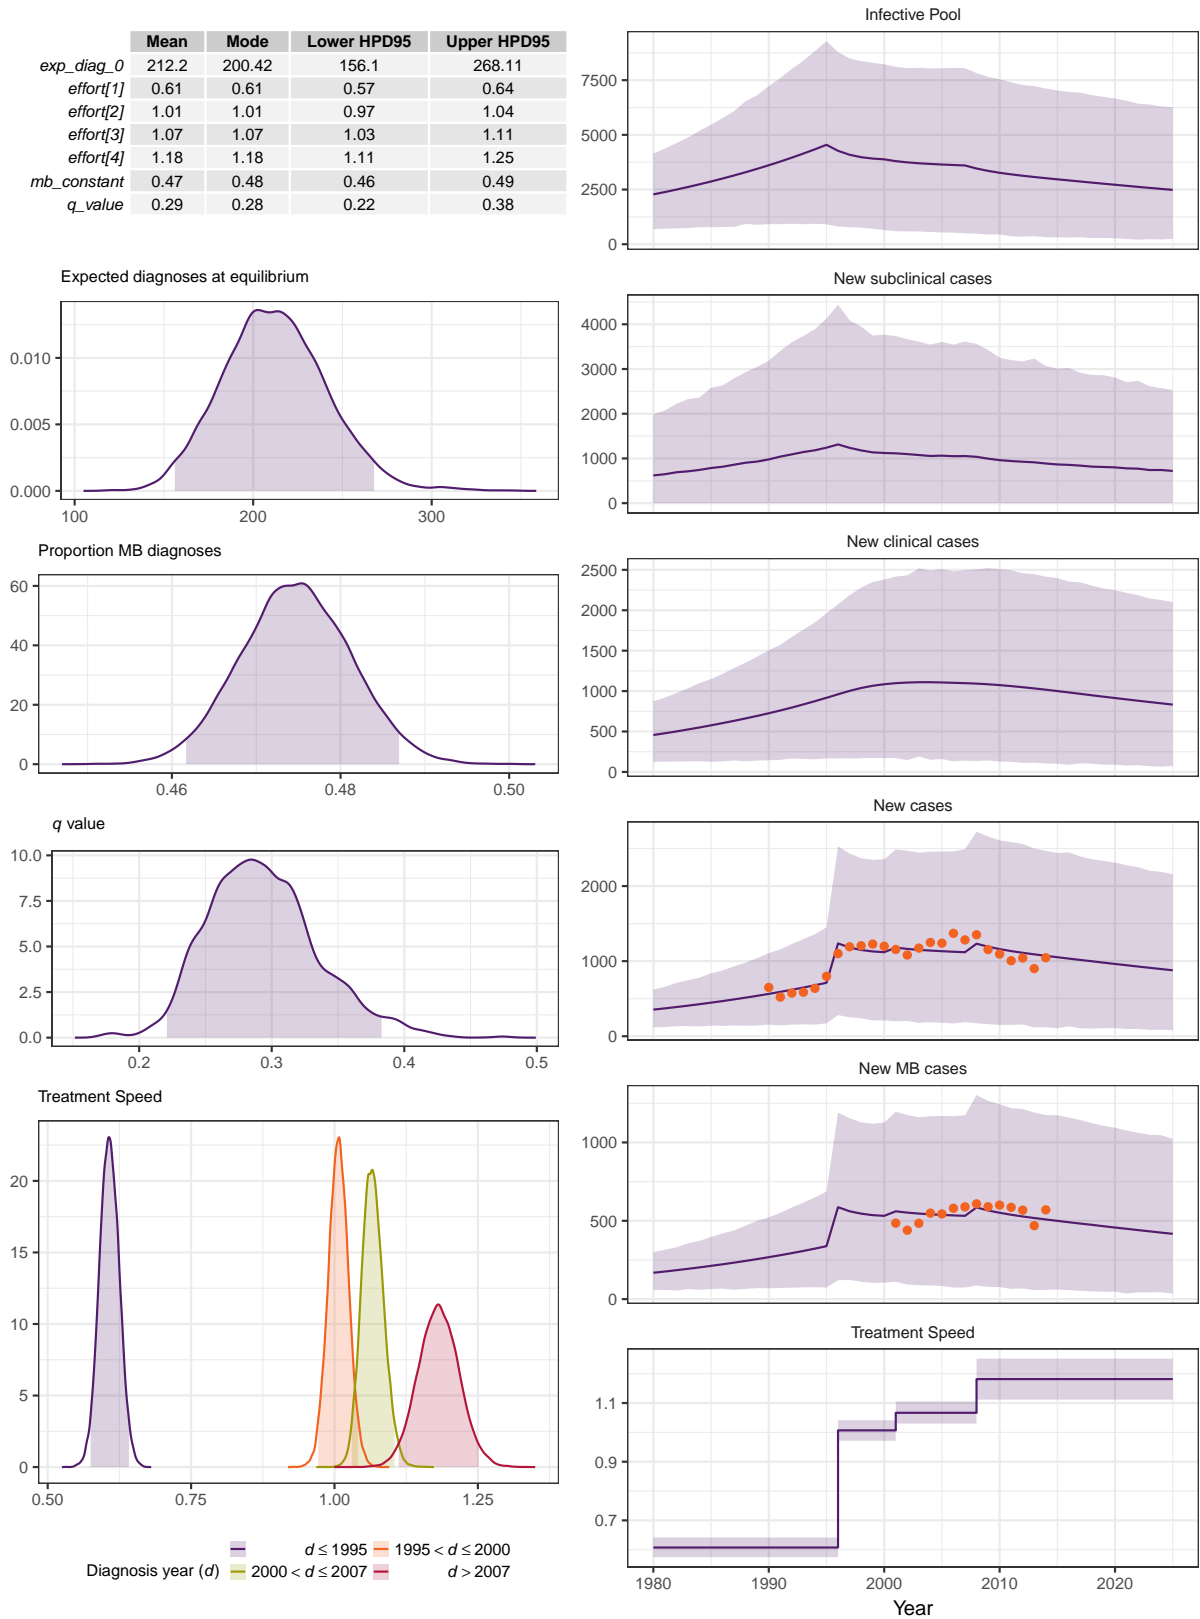 Mean Mode Lower HPD95 Upper HPD95
exp_diag_0 212.2 200.42 156.1 268.11
effort[1] 0.61 0.61 0.57 0.64
effort[2] 1.01 1.01 0.97 1.04
effort[3] 1.07 1.07 1.03 1.11
effort[4] 1.18 1.18 1.11 1.25
mb_constant 0.47 0.48 0.46 0.49
q_value 0.29 0.28 0.22 0.38
Expected diagnoses at equilibrium
0.010
0.005
0.000
100 200 300
Proportion MB diagnoses
60
40
20
0
0.46 0.48 0.50
q value
10.0
7.5
5.0
2.5
0.0
0.2 0.3 0.4 0.5
Treatment Speed
20
15
10
5
0
0.50 0.75 1.00 1.25
Diagnosis year (d)
d ≤ 1995
1995 < d ≤ 2000
2000 < d ≤ 2007
d > 2007
Infective Pool
7500
5000
2500
0
New subclinical cases
4000
3000
2000
1000
0
New clinical cases
2500
2000
1500
1000
500
0
New cases
2000
1000
0
New MB cases
1000
500
0
Treatment Speed
1.1
0.9
0.7
1980 1990 2000 2010 2020
Year